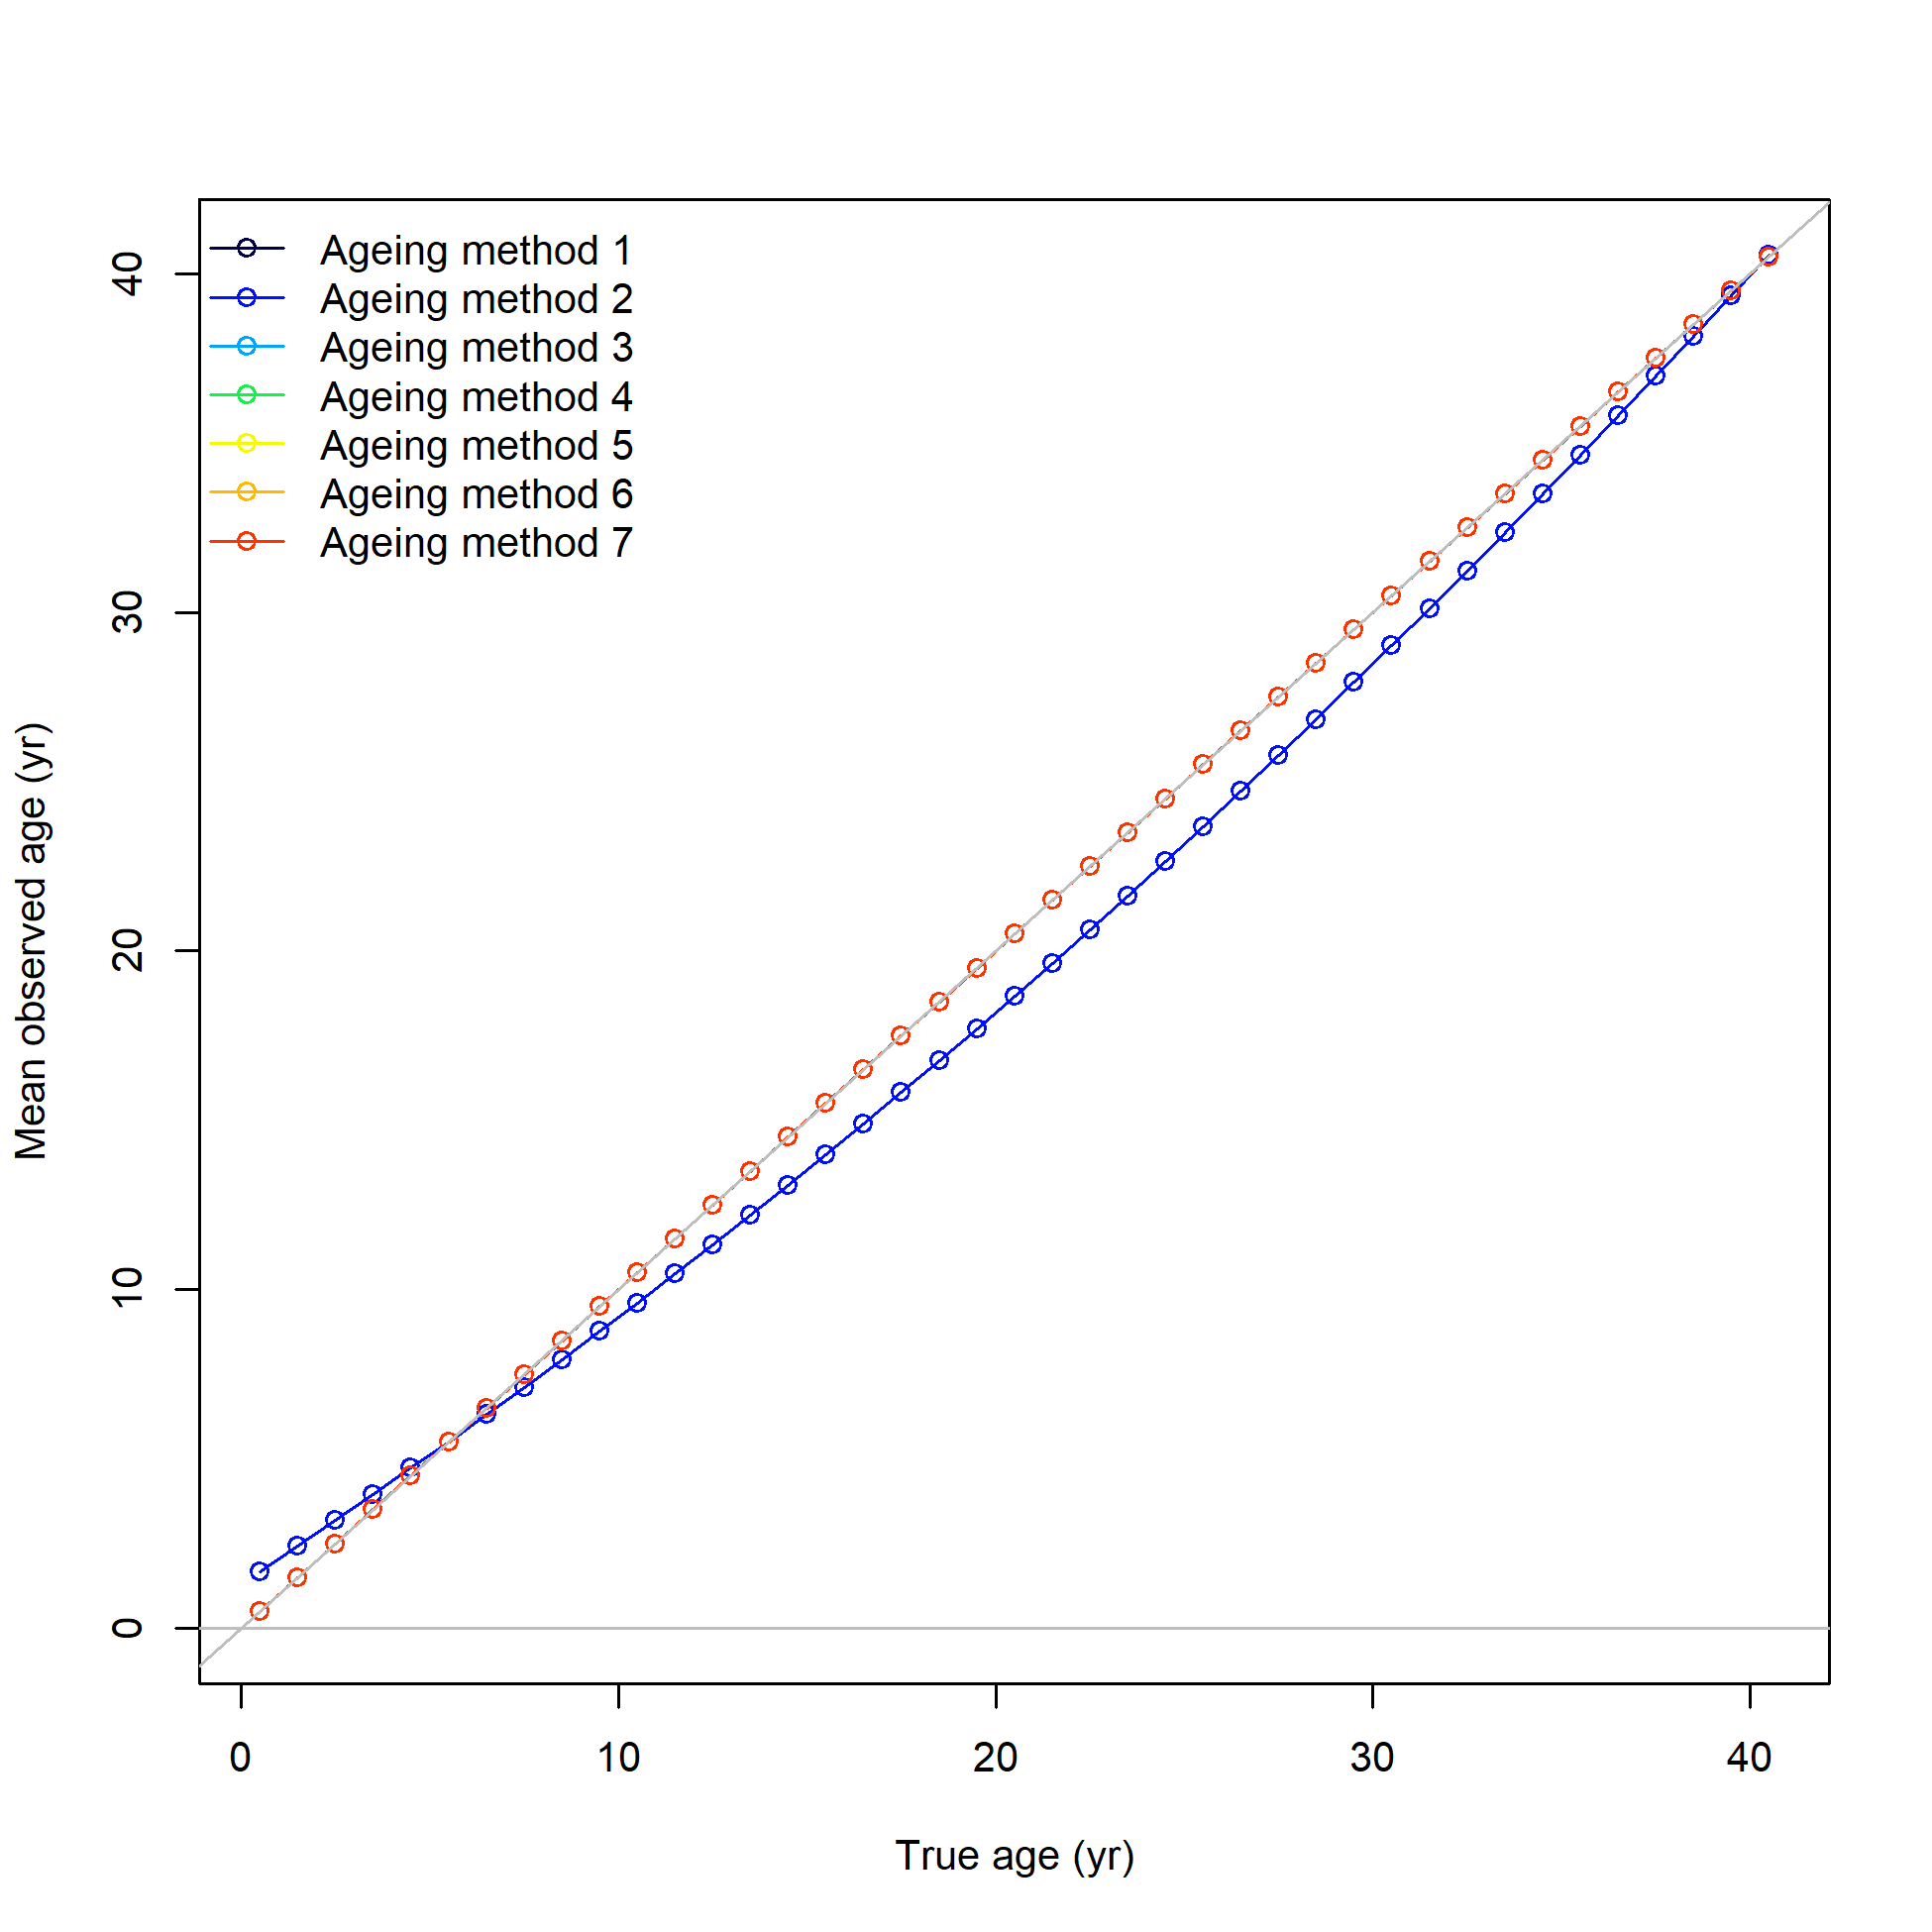 Ageing method 1
Ageing method 2
Ageing method 3
Ageing method 4
Ageing method 5
Ageing method 6
Ageing method 7
40
30
20
10
0
Mean observed age (yr)
0 10 20 30 40
True age (yr)